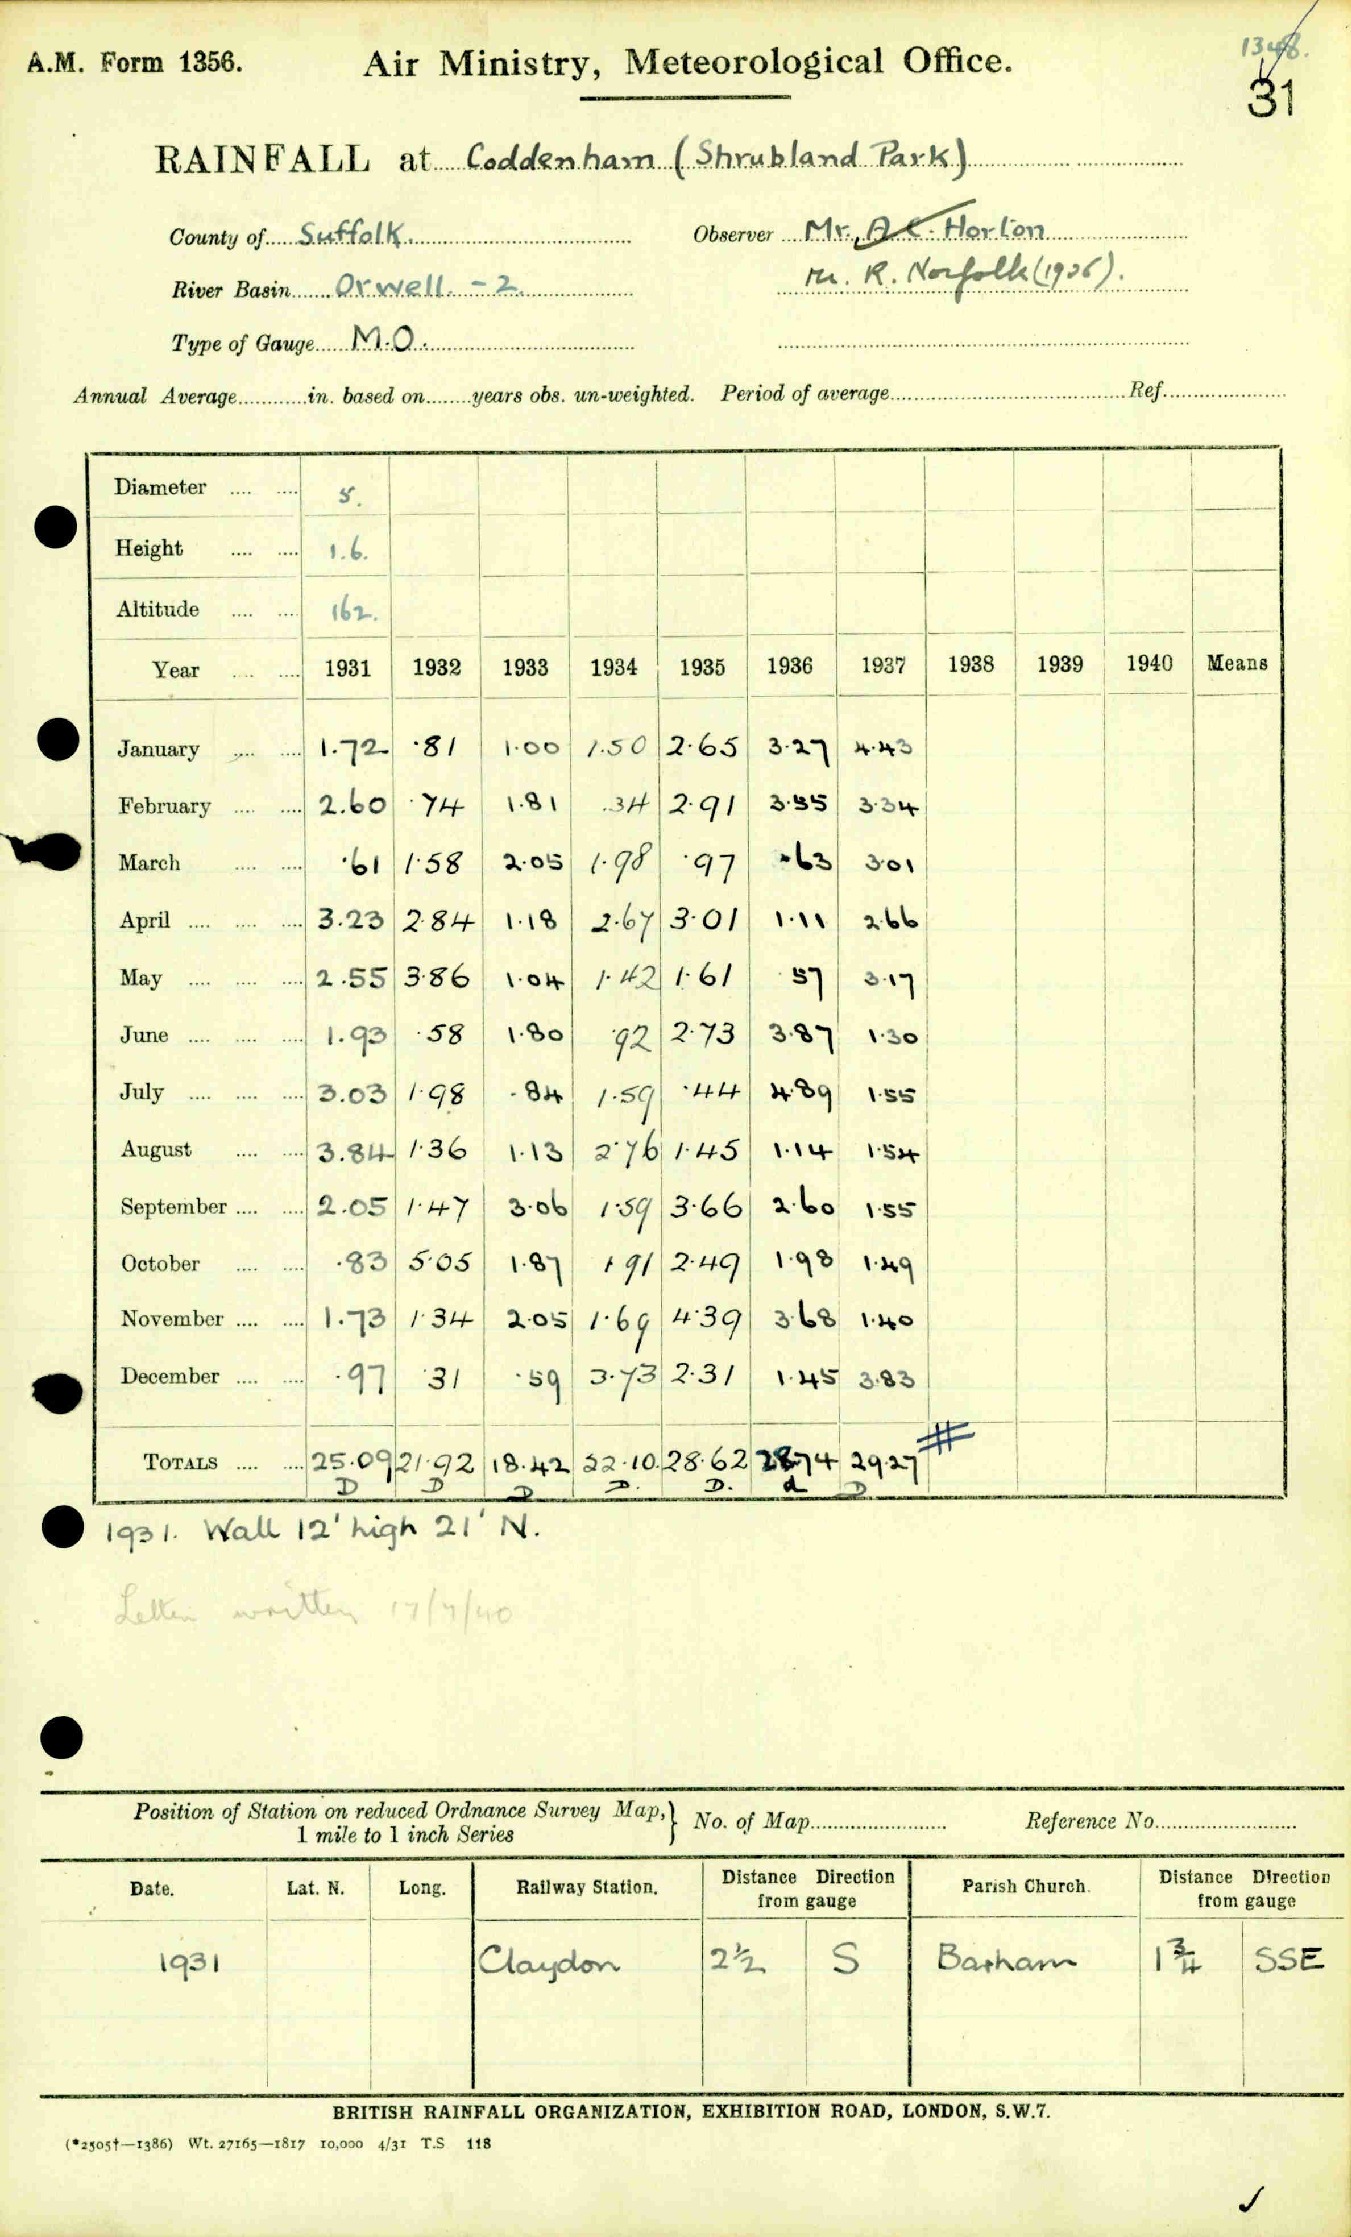 1348.
A.M. Form 1356. Air Ministry, Meteorological Office. 31
RAINFALL at Coddenham (Shrubland Park)
County of Suffolk. Observer Mr. A C. Horton
River Basin Orwell. - 2. Mr. R. Norfolk (1936).
Type of Gauge M.O.
Annual Average in. based on years obs. un-weighted. Period of average Ref.
Diameter 5.
Height 1.6.
Altitude 162.
Year 1931 1932 1933 1934 1935 1936 1937 1938 1939 1940 Means
January 1.72 .81 1.00 1.50 2.65 3.27 4.43
February 2.60 .74 1.81 .34 2.91 3.55 3.34
March .61 1.58 2.05 1.98 .97 .63 3.01
April 3.23 2.84 1.18 2.67 3.01 1.11 2.66
May 2.55 3.86 1.04 1.42 1.61 .57 3.17
June 1.93 .58 1.80 .92 2.73 3.87 1.30
July 3.03 1.98 .84 1.59 .44 4.89 1.55
August 3.84 1.36 1.13 2.76 1.45 1.14 1.54
September 2.05 1.47 3.06 1.59 3.66 2.60 1.55
October .83 5.05 1.87 1.91 2.49 1.98 1.49
November 1.73 1.34 2.05 1.69 4.39 3.68 1.40
December .97 .31 .59 3.73 2.31 1.45 3.83
TOTALS 25.09 21.92 18.42 22.10 28.62 28.74 29.27 #
D D D D. D. d D
1931. Wall 12' high 21' N.
Letter written 17/7/40
Position of Station on reduced Ordnance Survey Map,} No. of Map Reference No.
1 mile to 1 inch Series
Date. Lat. N. Long. Railway Station. Distance Direction from gauge Parish Church. Distance Direction from gauge
1931 Claydon 2½ S Barham 1¾ SSE
BRITISH RAINFALL ORGANIZATION, EXHIBITION ROAD, LONDON, S.W.7.
(*2505†—1386) Wt. 27165—1817 10,000 4/31 T.S 118